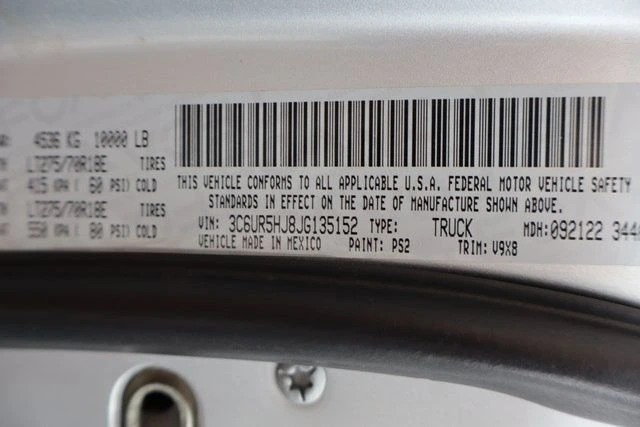 4536 KG 10000 LB
LT275/70R18E TIRES
415 KPA ( 60 PSI) COLD
LT275/70R18E TIRES
550 KPA ( 80 PSI) COLD
THIS VEHICLE CONFORMS TO ALL APPLICABLE U.S.A. FEDERAL MOTOR VEHICLE SAFETY
STANDARDS IN EFFECT ON THE DATE OF MANUFACTURE SHOWN ABOVE.
VIN: 3C6UR5HJ8JG135152 TYPE: TRUCK MDH: 092122 344
VEHICLE MADE IN MEXICO PAINT: PS2 TRIM: V9X8